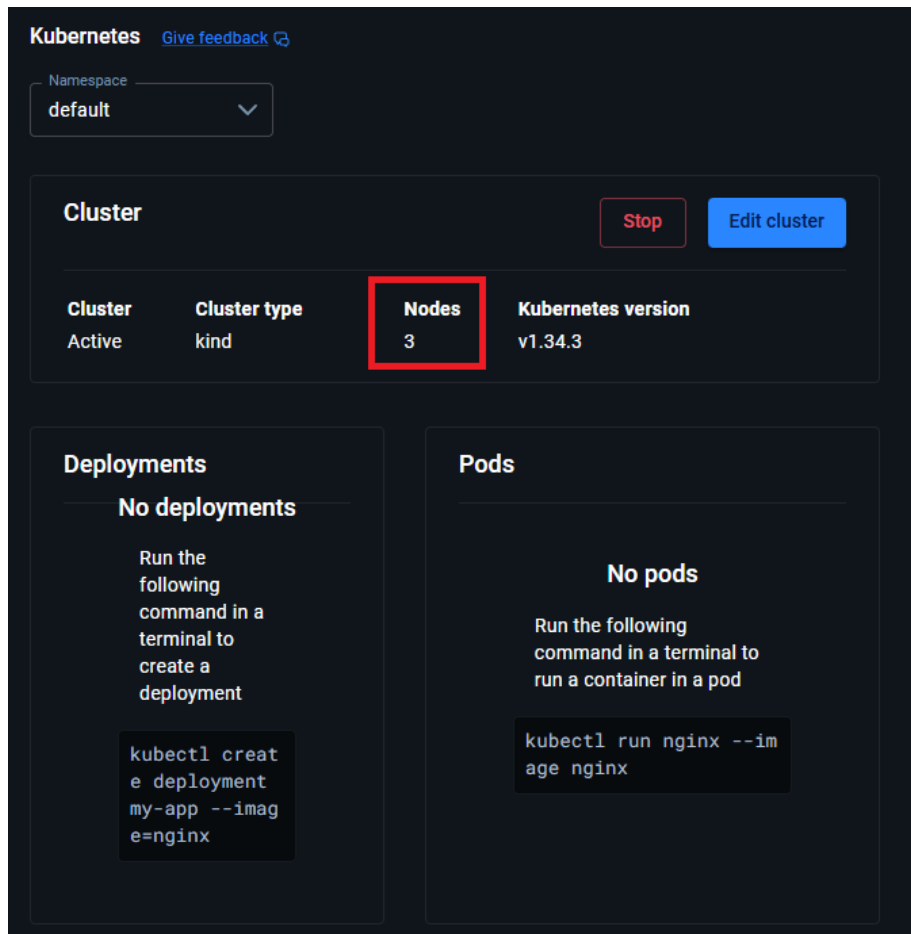 Kubernetes Give feedback
Namespace
default
Cluster
Stop Edit cluster
Cluster Cluster type Nodes Kubernetes version
Active kind 3 v1.34.3
Deployments
No deployments
Run the
following
command in a
terminal to
create a
deployment
kubectl creat
e deployment
my-app --imag
e=nginx
Pods
No pods
Run the following
command in a terminal to
run a container in a pod
kubectl run nginx --im
age nginx